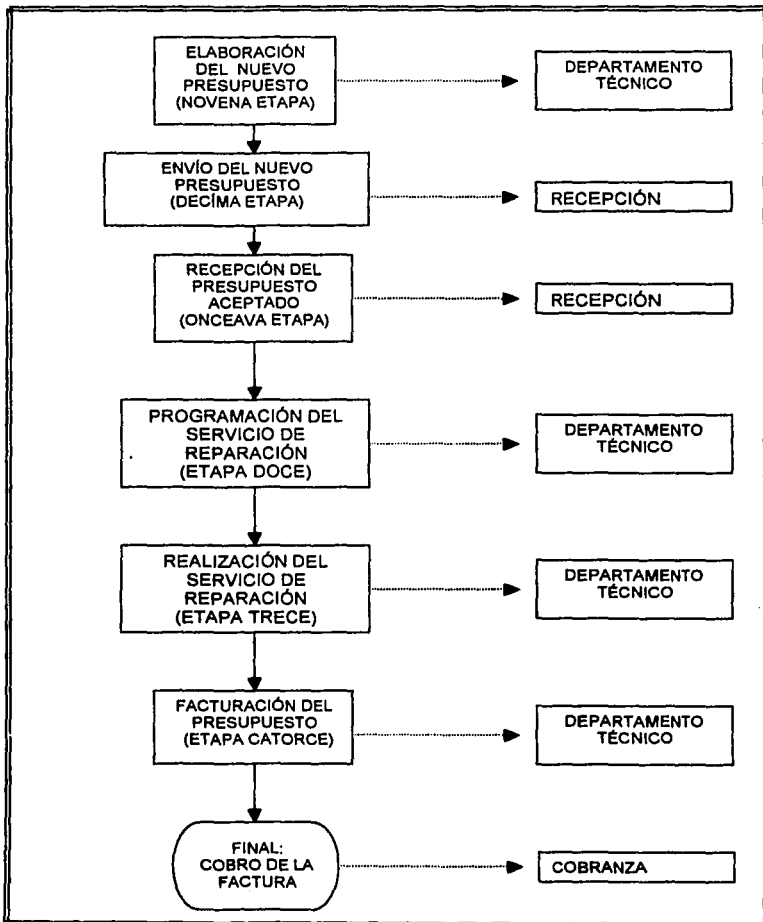 ELABORACIÓN
DEL NUEVO
PRESUPUESTO
(NOVENA ETAPA)
DEPARTAMENTO
TÉCNICO
ENVÍO DEL NUEVO
PRESUPUESTO
(DECÍMA ETAPA)
RECEPCIÓN
RECEPCIÓN DEL
PRESUPUESTO
ACEPTADO
(ONCEAVA ETAPA)
RECEPCIÓN
PROGRAMACIÓN DEL
SERVICIO DE
REPARACIÓN
(ETAPA DOCE)
DEPARTAMENTO
TÉCNICO
REALIZACIÓN DEL
SERVICIO DE
REPARACIÓN
(ETAPA TRECE)
DEPARTAMENTO
TÉCNICO
FACTURACIÓN DEL
PRESUPUESTO
(ETAPA CATORCE)
DEPARTAMENTO
TÉCNICO
FINAL:
COBRO DE LA
FACTURA
COBRANZA